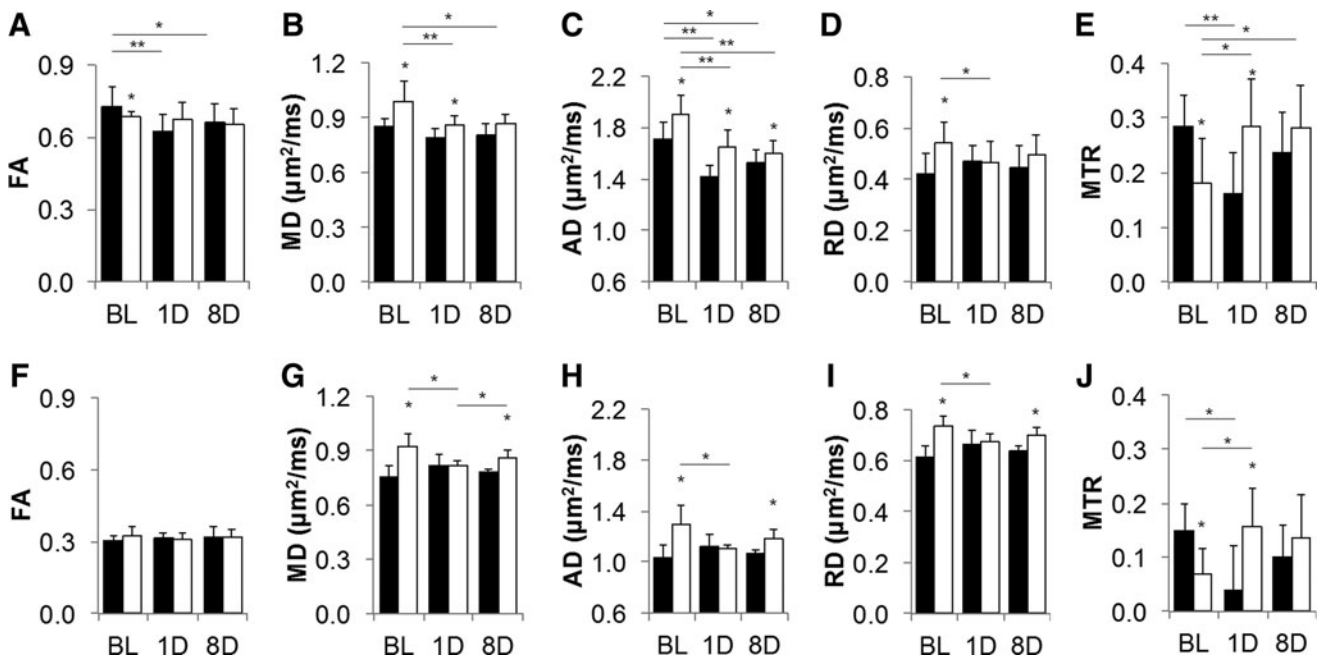 A
*
**
FA
0.9
0.6
0.3
0.0
*
BL 1D 8D
B
*
**
MD (µm²/ms)
1.2
0.9
0.6
0.3
0.0
*
*
BL 1D 8D
C
*
**
**
**
AD (µm²/ms)
2.2
1.8
1.4
1.0
0.6
*
*
*
BL 1D 8D
D
*
RD (µm²/ms)
0.8
0.6
0.4
0.2
0.0
*
BL 1D 8D
E
**
*
*
MTR
0.4
0.3
0.2
0.1
0.0
*
*
BL 1D 8D
F
FA
0.9
0.6
0.3
0.0
BL 1D 8D
G
*
*
MD (µm²/ms)
1.2
0.9
0.6
0.3
0.0
*
*
BL 1D 8D
H
*
AD (µm²/ms)
2.2
1.8
1.4
1.0
0.6
*
*
BL 1D 8D
I
*
RD (µm²/ms)
0.8
0.6
0.4
0.2
0.0
*
*
BL 1D 8D
J
*
*
MTR
0.4
0.3
0.2
0.1
0.0
*
*
BL 1D 8D